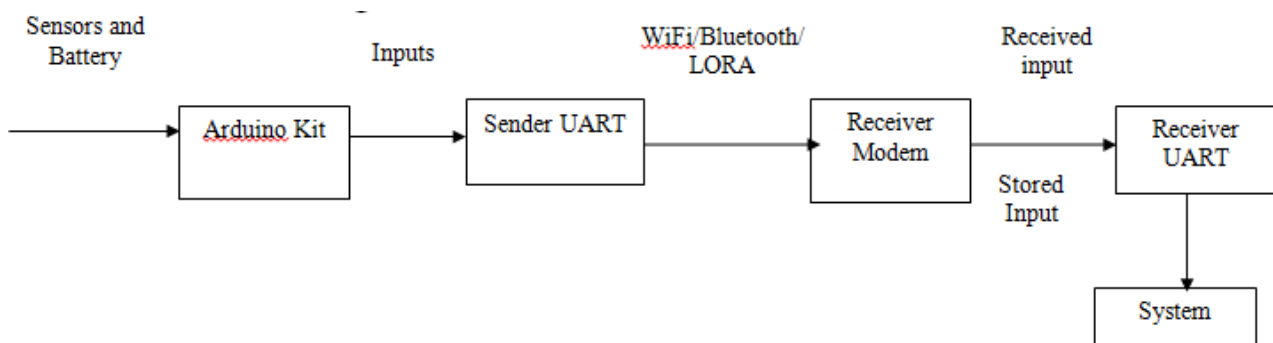 Sensors and
Battery
Inputs
WiFi/Bluetooth/
LORA
Received
input
Arduino Kit
Sender UART
Receiver
Modem
Receiver
UART
Stored
Input
System